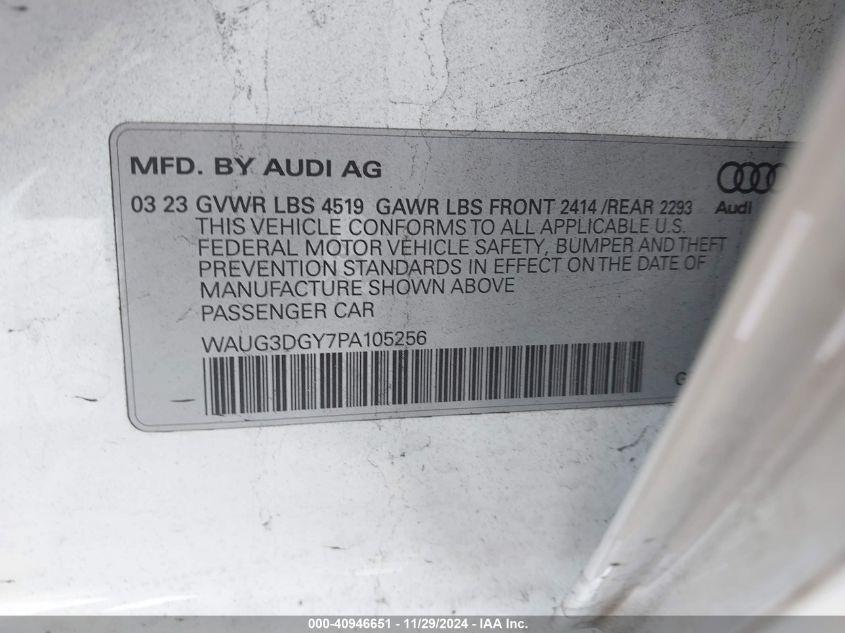 MFD. BY AUDI AG
03 23 GVWR LBS 4519 GAWR LBS FRONT 2414 /REAR 2293
Audi
THIS VEHICLE CONFORMS TO ALL APPLICABLE U.S.
FEDERAL MOTOR VEHICLE SAFETY, BUMPER AND THEFT
PREVENTION STANDARDS IN EFFECT ON THE DATE OF
MANUFACTURE SHOWN ABOVE
PASSENGER CAR
WAUG3DGY7PA105256
G
000-40946651 - 11/29/2024 - IAA Inc.